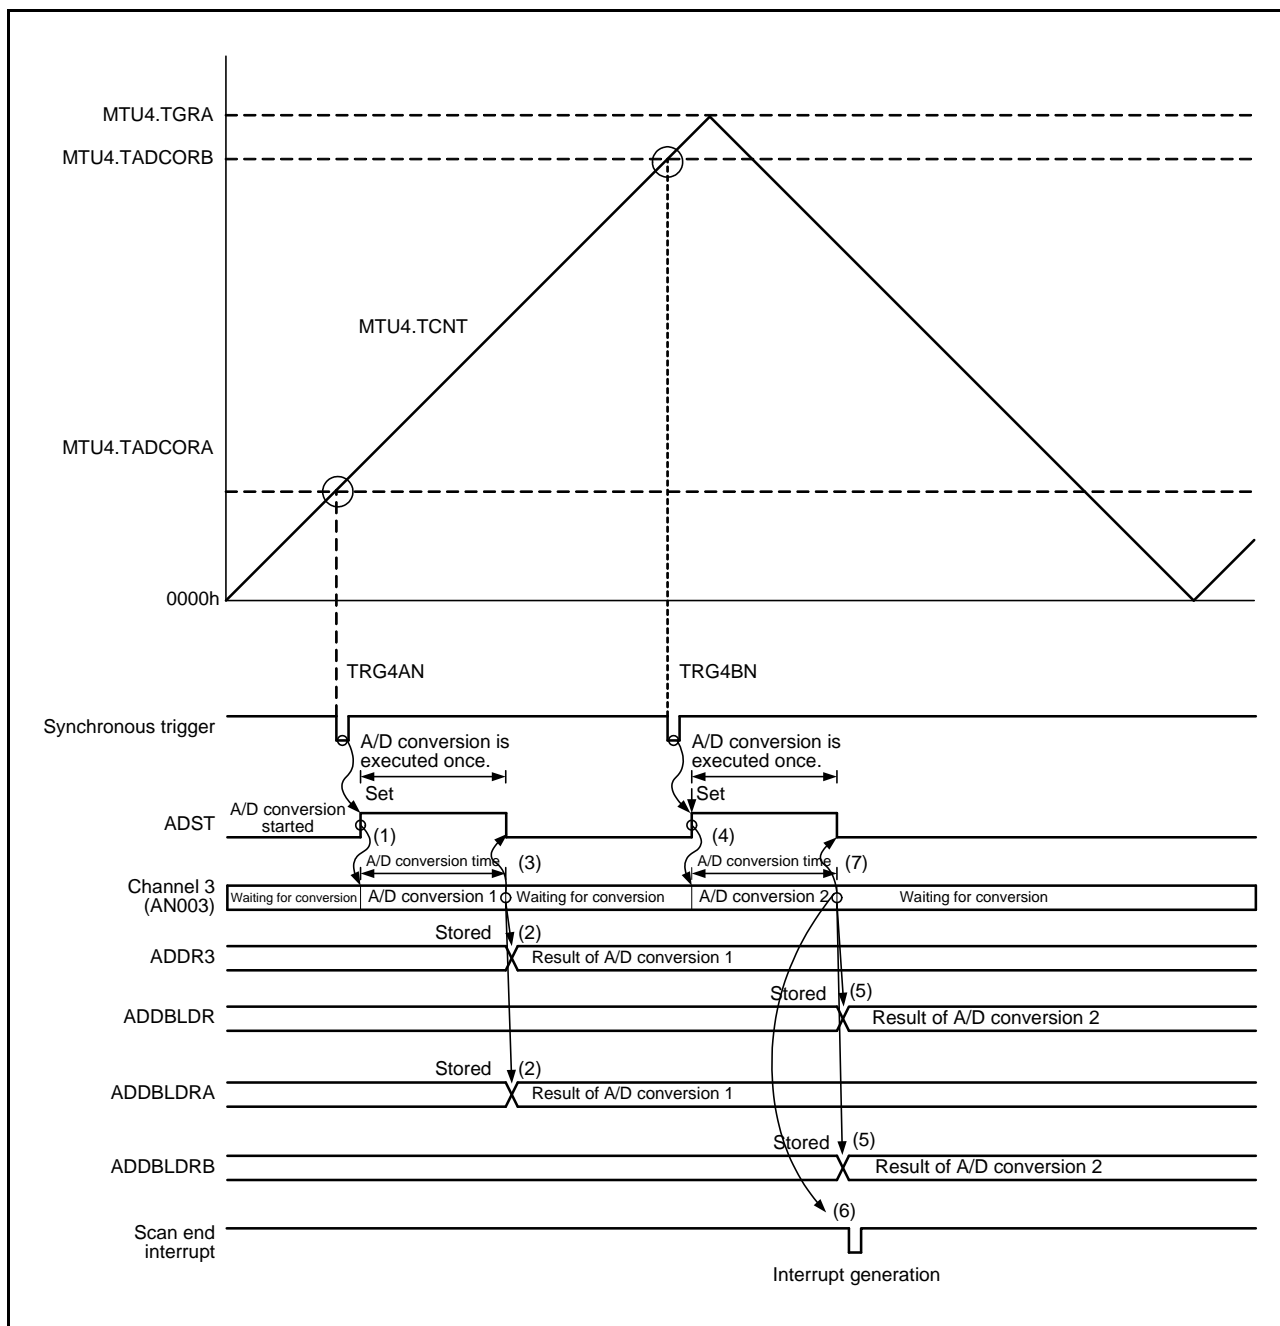 MTU4.TGRA
MTU4.TADCORB
MTU4.TCNT
MTU4.TADCORA
0000h
TRG4AN
TRG4BN
Synchronous trigger
A/D conversion is
executed once.
A/D conversion is
executed once.
Set
Set
A/D conversion
started
ADST
(1)
(4)
A/D conversion time
(3)
A/D conversion time
(7)
Channel 3
(AN003)
Waiting for conversion
A/D conversion 1
Waiting for conversion
A/D conversion 2
Waiting for conversion
Stored
(2)
ADDR3
Result of A/D conversion 1
Stored
(5)
ADDBLDR
Result of A/D conversion 2
Stored
(2)
ADDBLDRA
Result of A/D conversion 1
Stored
(5)
ADDBLDRB
Result of A/D conversion 2
(6)
Scan end
interrupt
Interrupt generation